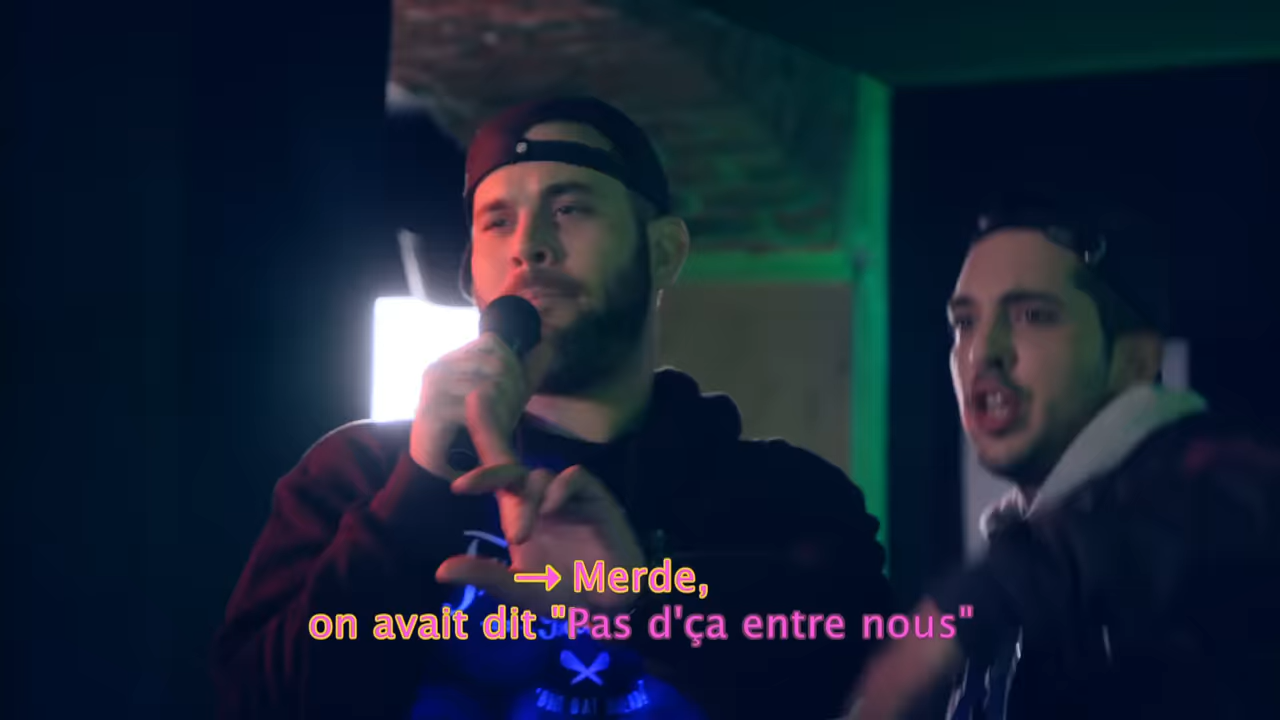 → Merde,
on avait dit "Pas d'ça entre nous"